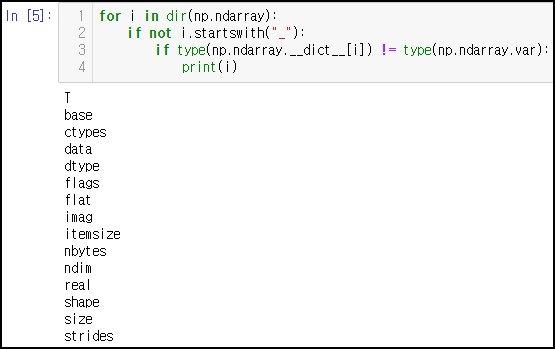 In [5]:
1 for i in dir(np.ndarray):
2     if not i.startswith("_"):
3         if type(np.ndarray.__dict__[i]) != type(np.ndarray.var):
4             print(i)
T
base
ctypes
data
dtype
flags
flat
imag
itemsize
nbytes
ndim
real
shape
size
strides